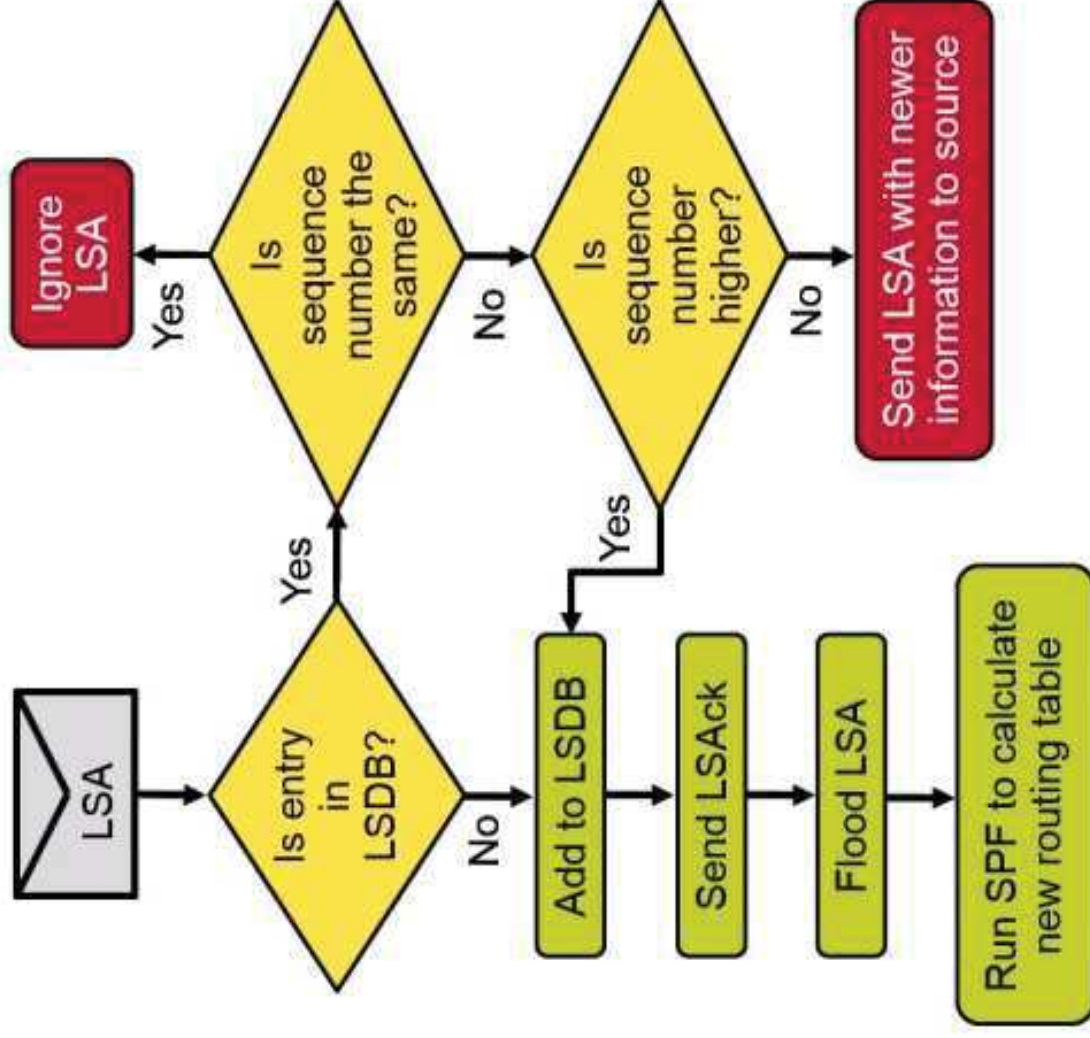 LSA
Is entry
in
LSDB?
Yes
No
Is
sequence
number the
same?
Yes
Ignore
LSA
No
Is
sequence
number
higher?
Yes
No
Send LSA with newer
information to source
Add to LSDB
Send LSAck
Flood LSA
Run SPF to calculate
new routing table